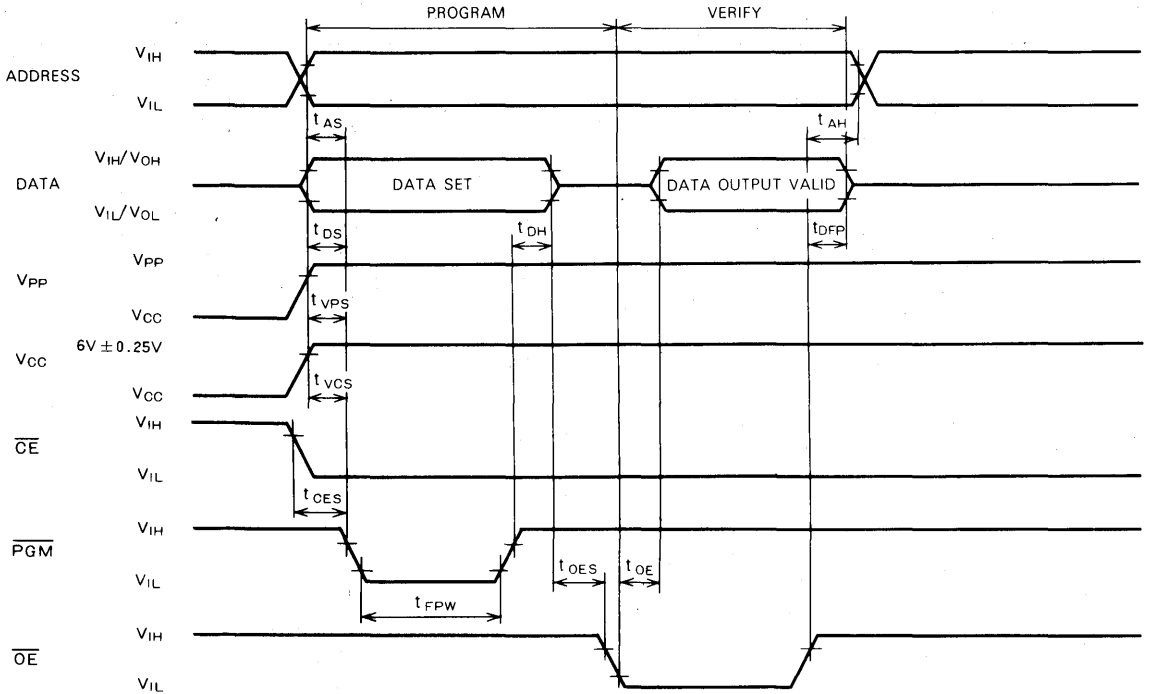 PROGRAM VERIFY
VIH
ADDRESS
VIL
tAS tAH
VIH/VOH
DATA DATA SET DATA OUTPUT VALID
VIL/VOL
tDS tDH tDFP
VPP
VPP
tVPS
VCC
6V ± 0.25V
VCC
tVCS
VCC
VIH
CE
VIL
tCES
VIH
PGM
VIL
tOES tOE
tFPW
VIH
OE
VIL